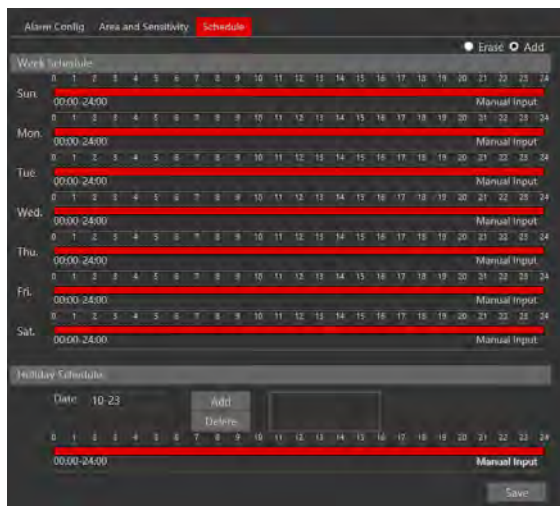 Alarm Config Area and Sensitivity Schedule
Erase Add
Week Schedule
0 1 2 3 4 5 6 7 8 9 10 11 12 13 14 15 16 17 18 19 20 21 22 23 24
Sun.
00:00-24:00 Manual Input
0 1 2 3 4 5 6 7 8 9 10 11 12 13 14 15 16 17 18 19 20 21 22 23 24
Mon.
00:00-24:00 Manual Input
0 1 2 3 4 5 6 7 8 9 10 11 12 13 14 15 16 17 18 19 20 21 22 23 24
Tue.
00:00-24:00 Manual Input
0 1 2 3 4 5 6 7 8 9 10 11 12 13 14 15 16 17 18 19 20 21 22 23 24
Wed.
00:00-24:00 Manual Input
0 1 2 3 4 5 6 7 8 9 10 11 12 13 14 15 16 17 18 19 20 21 22 23 24
Thu.
00:00-24:00 Manual Input
0 1 2 3 4 5 6 7 8 9 10 11 12 13 14 15 16 17 18 19 20 21 22 23 24
Fri.
00:00-24:00 Manual Input
0 1 2 3 4 5 6 7 8 9 10 11 12 13 14 15 16 17 18 19 20 21 22 23 24
Sat.
00:00-24:00 Manual Input
Holiday Schedule
Date 10-23 Add
Delete
0 1 2 3 4 5 6 7 8 9 10 11 12 13 14 15 16 17 18 19 20 21 22 23 24
00:00-24:00 Manual Input
Save